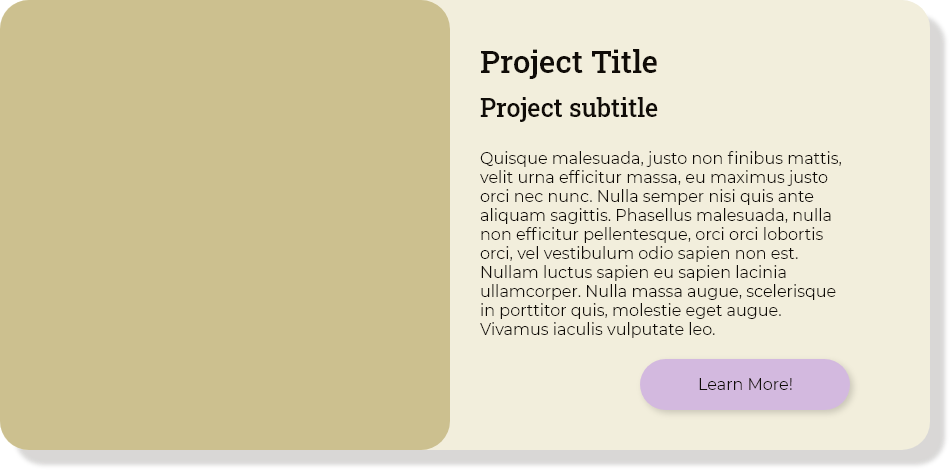 Project Title
Project subtitle
Quisque malesuada, justo non finibus mattis,
velit urna efficitur massa, eu maximus justo
orci nec nunc. Nulla semper nisi quis ante
aliquam sagittis. Phasellus malesuada, nulla
non efficitur pellentesque, orci orci lobortis
orci, vel vestibulum odio sapien non est.
Nullam luctus sapien eu sapien lacinia
ullamcorper. Nulla massa augue, scelerisque
in porttitor quis, molestie eget augue.
Vivamus iaculis vulputate leo.
Learn More!